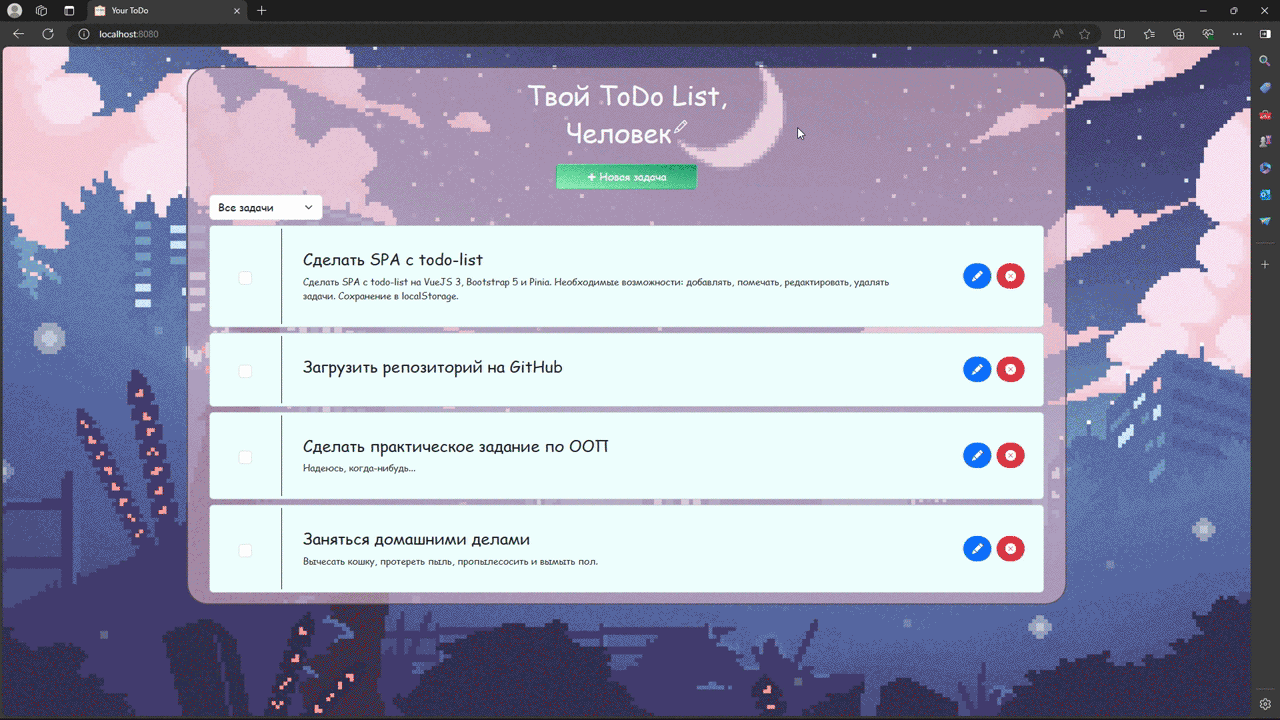 Your ToDo
localhost:8080
Твой ToDo List,
Человек
+ Новая задача
Все задачи
Сделать SPA с todo-list
Сделать SPA с todo-list на VueJS 3, Bootstrap 5 и Pinia. Необходимые возможности: добавлять, помечать, редактировать, удалять
задачи. Сохранение в localStorage.
Загрузить репозиторий на GitHub
Сделать практическое задание по ООП
Надеюсь, когда-нибудь...
Заняться домашними делами
Вычесать кошку, протереть пыль, пропылесосить и вымыть пол.